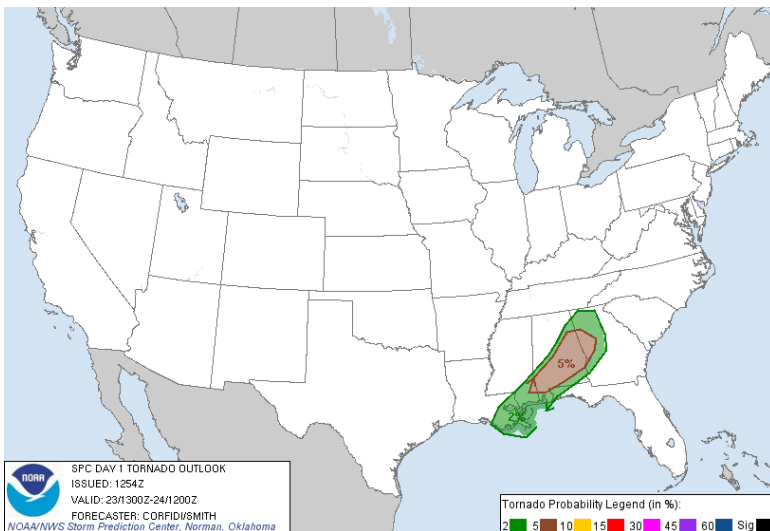 5%
2%
NOAA
SPC DAY 1 TORNADO OUTLOOK
ISSUED: 1254Z
VALID: 23/1300Z-24/1200Z
FORECASTER: CORFIDI/SMITH
NOAA/NWS Storm Prediction Center, Norman, Oklahoma
Tornado Probability Legend (in %):
2 5 10 15 30 45 60 Sig